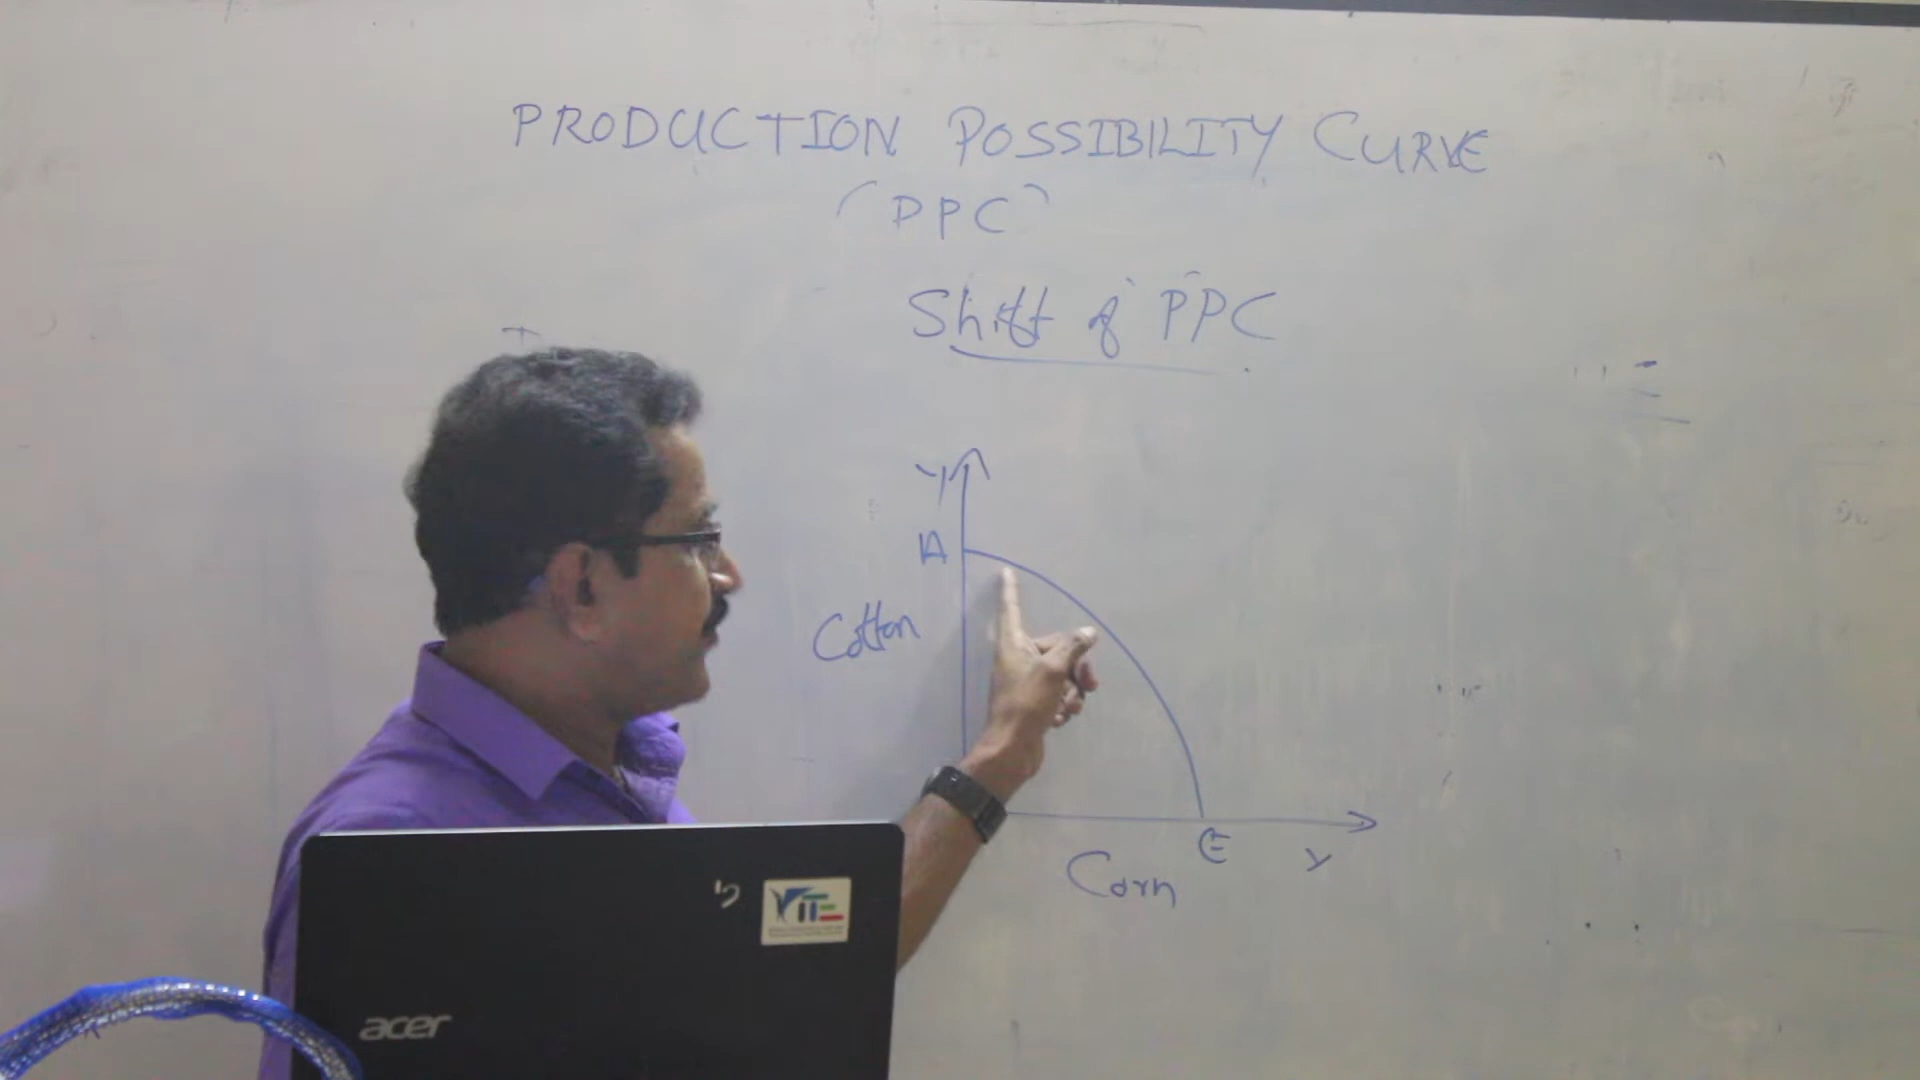 PRODUCTION POSSIBILITY CURVE
(PPC)
Shift of PPC
Y
A
Cotton
E
Y
Corn
acer